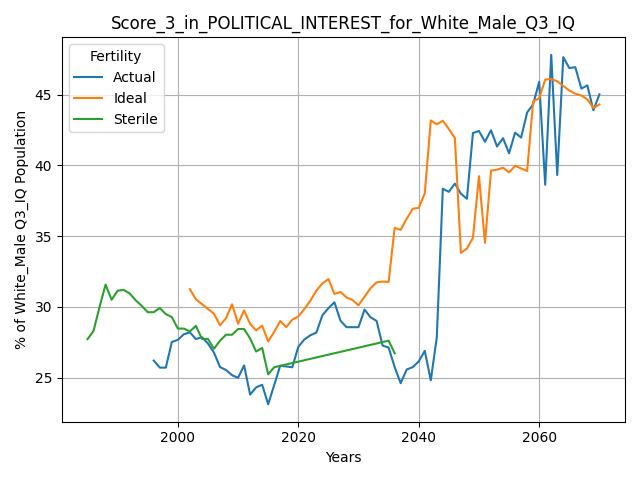 Score_3_in_POLITICAL_INTEREST_for_White_Male_Q3_IQ
Fertility
Actual
Ideal
Sterile
% of White_Male Q3_IQ Population
45
40
35
30
25
2000
2020
2040
2060
Years